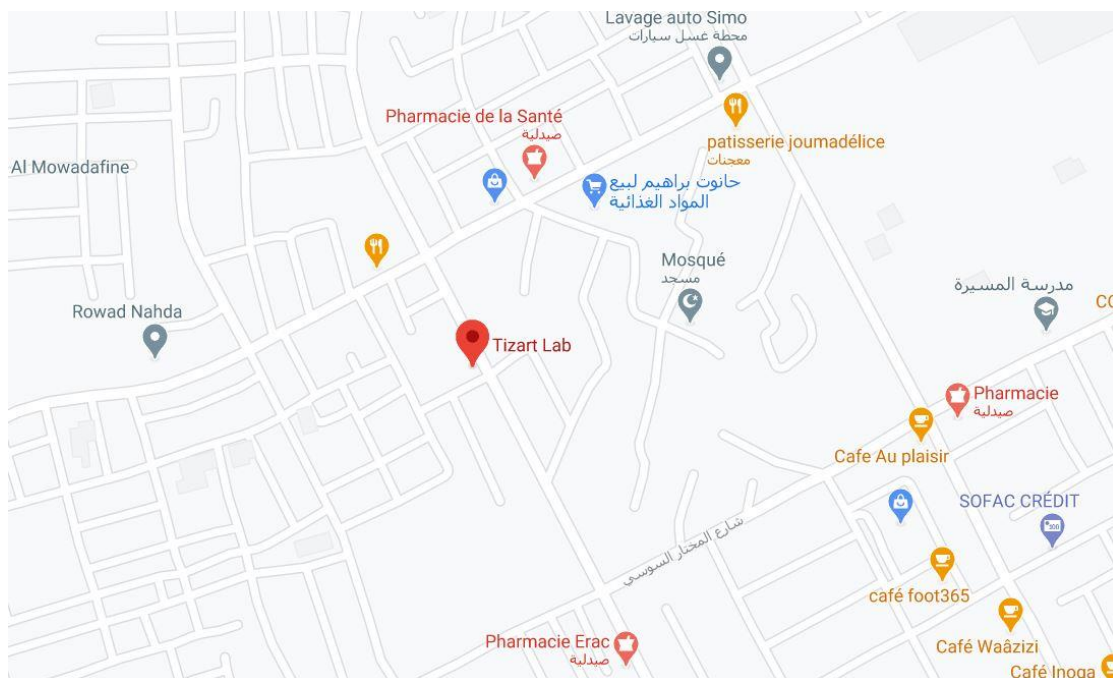 Lavage auto Simo
محطة غسل سيارات
Pharmacie de la Santé
صيدلية
patisserie joumadélice
معجنات
Al Mowadafine
حانوت براهيم لبيع
المواد الغذائية
Mosqué
مسجد
مدرسة المسيرة
Rowad Nahda
CO
Tizart Lab
Pharmacie
صيدلية
Cafe Au plaisir
SOFAC CRÉDIT
شارع المختار السوسي
café foot365
Pharmacie Erac
صيدلية
Café Waâzizi
Café Inoga